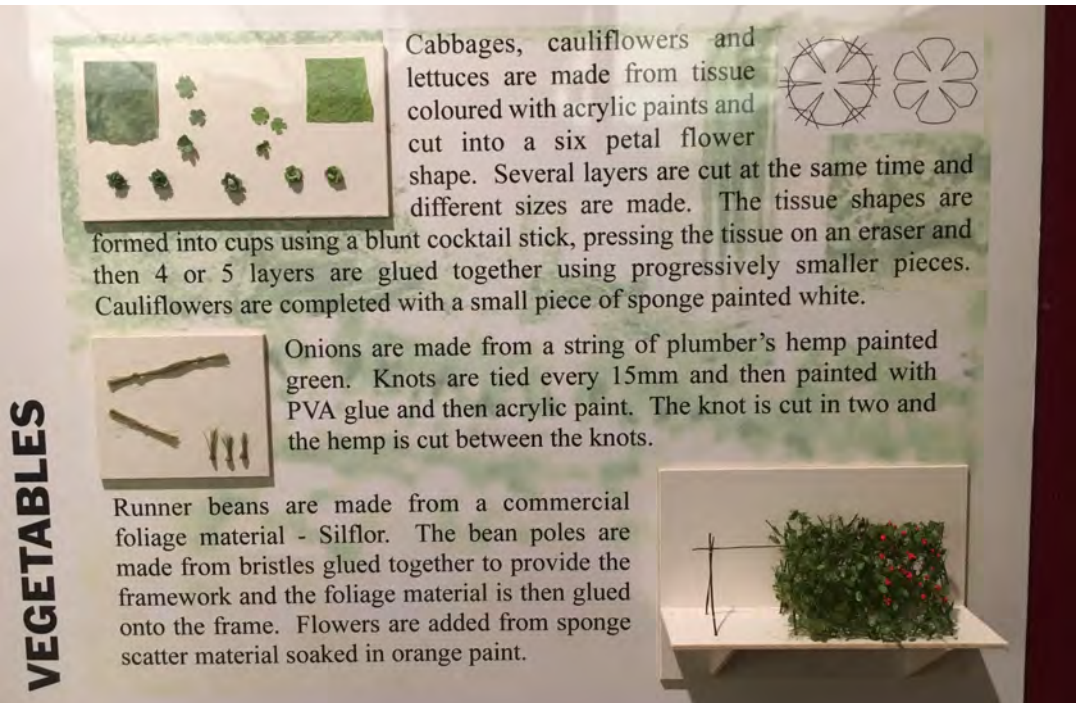 VEGETABLES
Cabbages, cauliflowers and
lettuces are made from tissue
coloured with acrylic paints and
cut into a six petal flower
shape. Several layers are cut at the same time and
different sizes are made. The tissue shapes are
formed into cups using a blunt cocktail stick, pressing the tissue on an eraser and
then 4 or 5 layers are glued together using progressively smaller pieces.
Cauliflowers are completed with a small piece of sponge painted white.
Onions are made from a string of plumber's hemp painted
green. Knots are tied every 15mm and then painted with
PVA glue and then acrylic paint. The knot is cut in two and
the hemp is cut between the knots.
Runner beans are made from a commercial
foliage material - Silflor. The bean poles are
made from bristles glued together to provide the
framework and the foliage material is then glued
onto the frame. Flowers are added from sponge
scatter material soaked in orange paint.